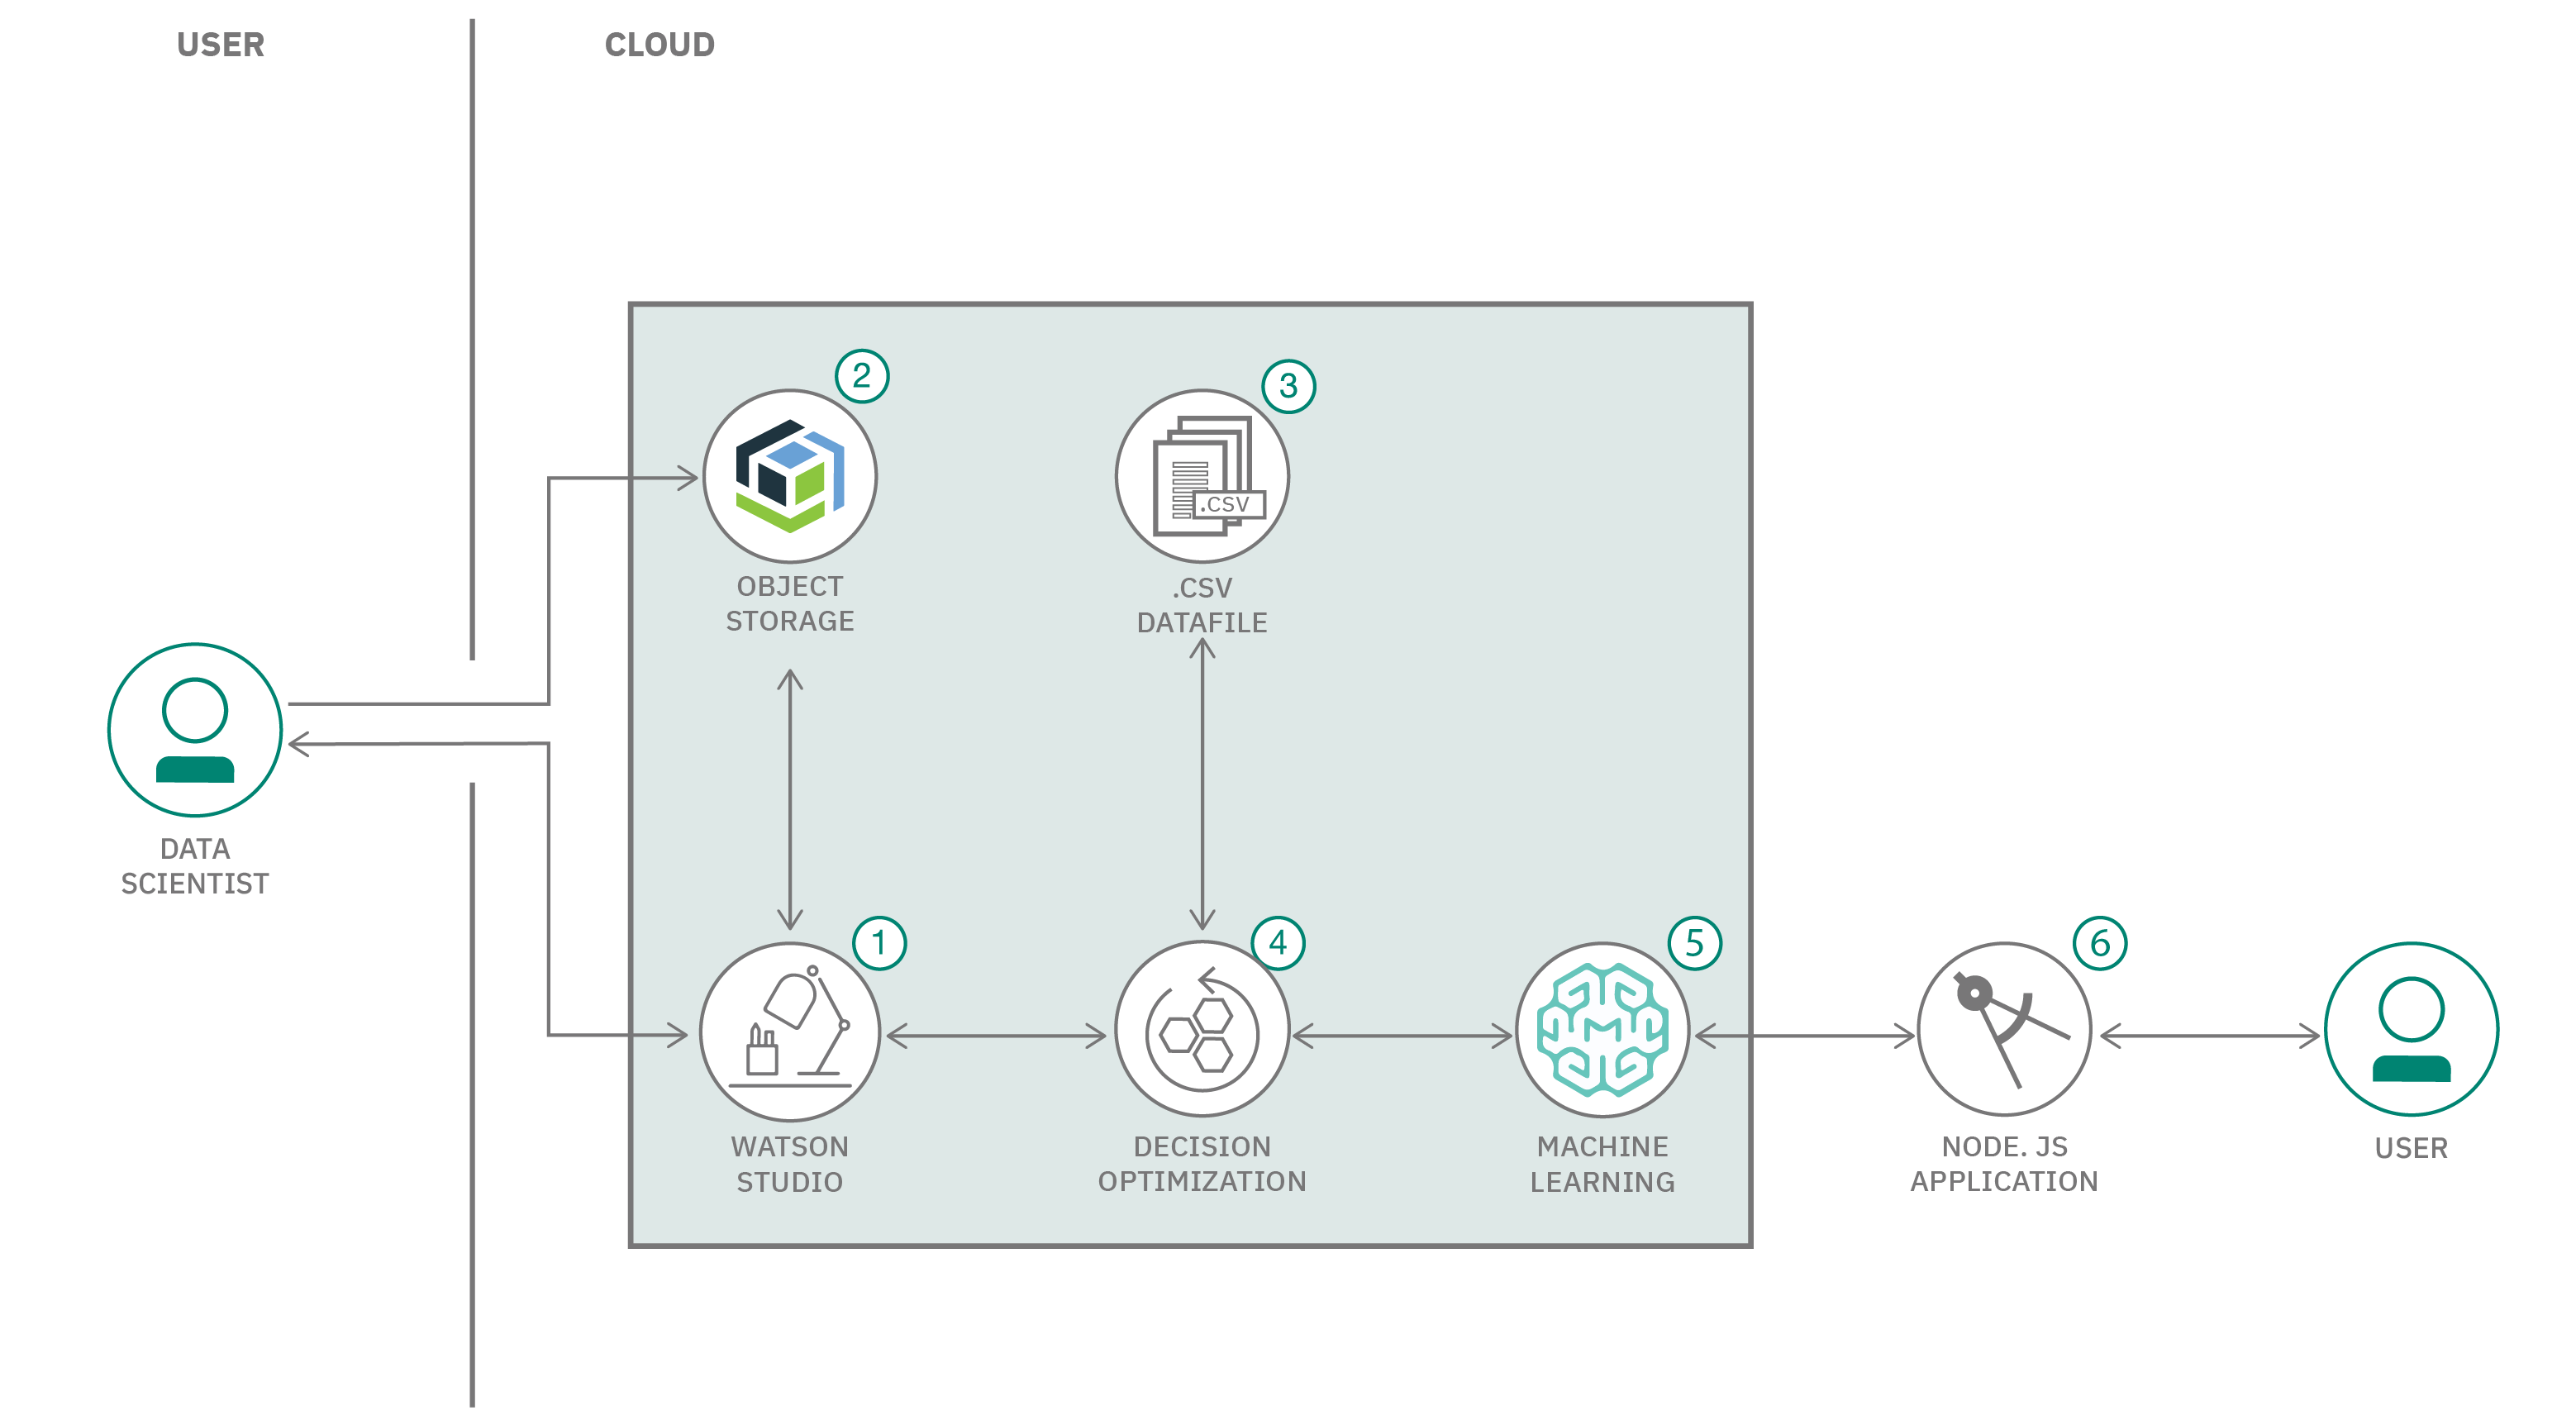 USER
CLOUD
2
3
.CSV
OBJECT
STORAGE
.CSV
DATAFILE
DATA
SCIENTIST
1
4
5
6
WATSON
STUDIO
DECISION
OPTIMIZATION
MACHINE
LEARNING
NODE. JS
APPLICATION
USER